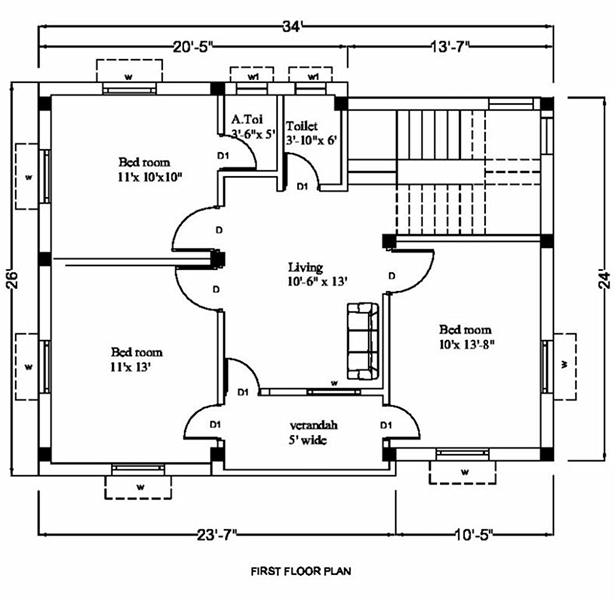 34'
20'-5"
13'-7"
w
w1
w1
A.Toi
3'-6"x 5'
Toilet
3'-10"x 6'
Bed room
11'x 10'x10"
D1
D1
w
D
26'
24'
Living
10'-6" x 13'
D
D
Bed room
10'x 13'-8"
Bed room
11'x 13'
w
w
w
D1
D1
verandah
5' wide
D1
w
w
23'-7"
10'-5"
FIRST FLOOR PLAN